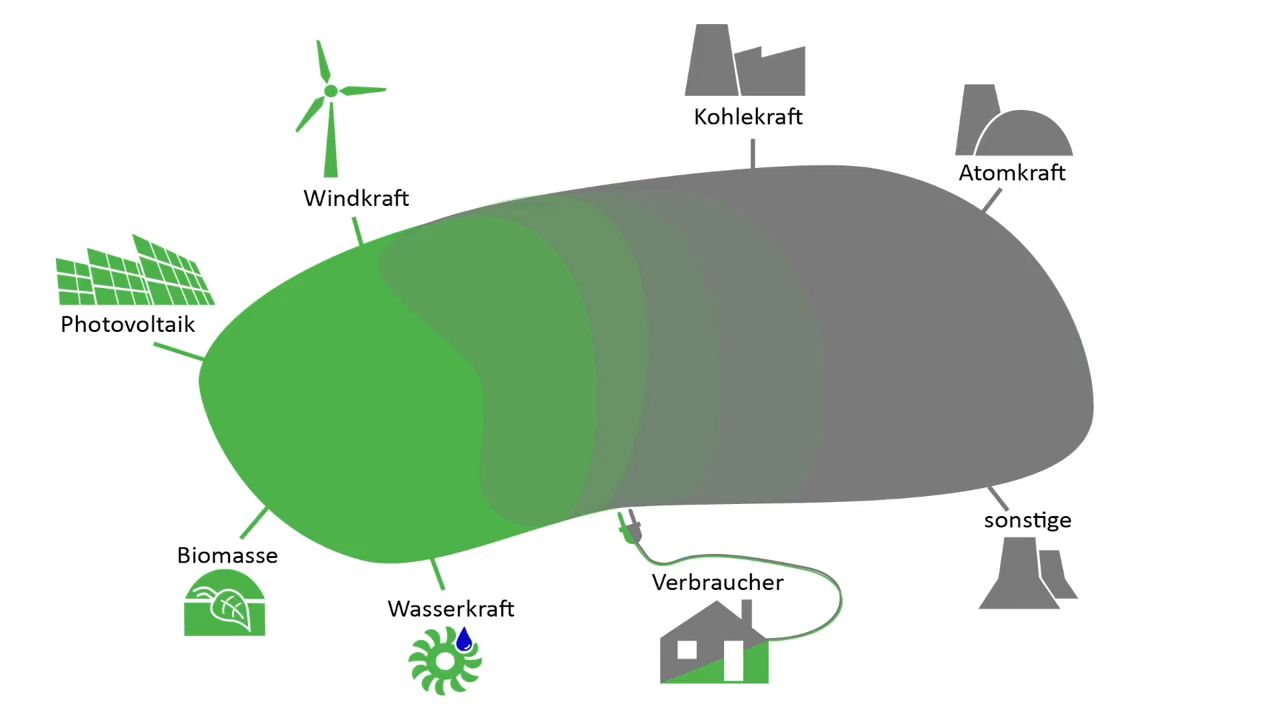 Kohlekraft
Atomkraft
Windkraft
Photovoltaik
sonstige
Biomasse
Verbraucher
Wasserkraft